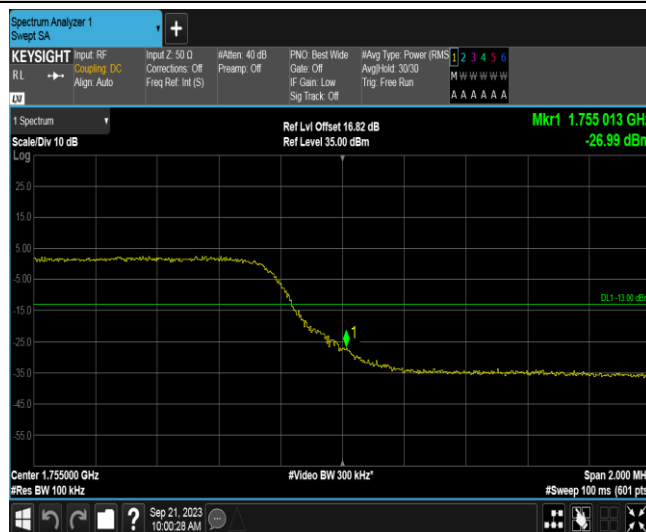 Spectrum Analyzer 1
Swept SA
+
KEYSIGHT
RL
LXI
Input: RF
Coupling: DC
Align: Auto
Input Z: 50 Ω
Corrections: Off
Freq Ref: Int (S)
#Atten: 40 dB
Preamp: Off
PNO: Best Wide
Gate: Off
IF Gain: Low
Sig Track: Off
#Avg Type: Power (RMS
Avg|Hold: 30/30
Trig: Free Run
1 2 3 4 5 6
M W W W W W
A A A A A A
1 Spectrum
Scale/Div 10 dB
Log
Ref Lvl Offset 16.82 dB
Ref Level 35.00 dBm
Mkr1 1.755 013 GHz
-26.99 dBm
25.0
15.0
5.00
-5.00
-15.0
-25.0
-35.0
-45.0
-55.0
DL1 -13.00 dBm
1
Center 1.755000 GHz
#Res BW 100 kHz
#Video BW 300 kHz*
Span 2.000 MH
#Sweep 100 ms (601 pts
?
Sep 21, 2023
10:00:28 AM